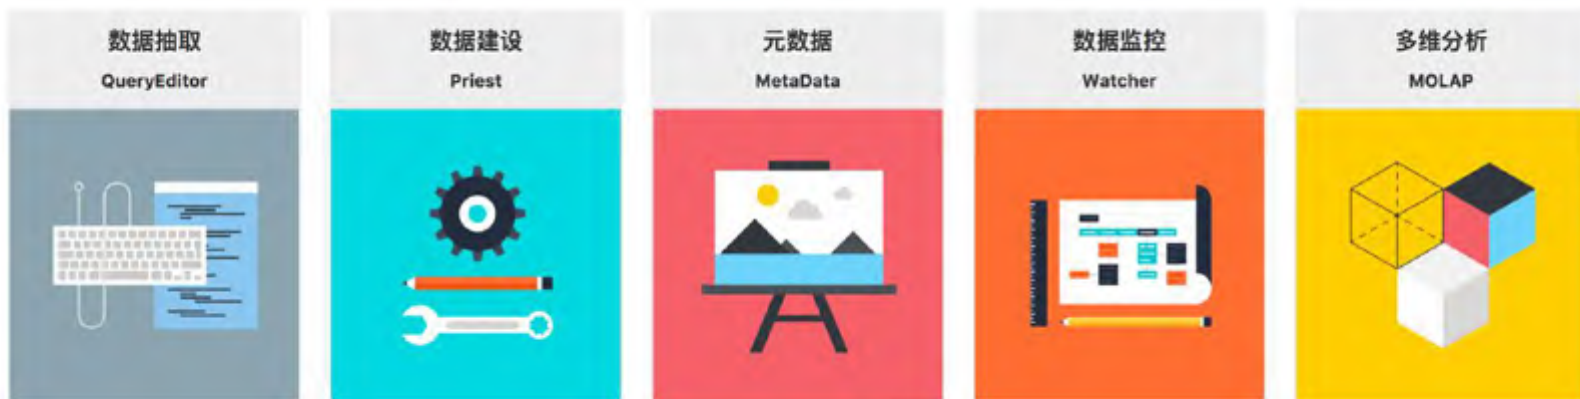 数据抽取
QueryEditor
数据建设
Priest
元数据
MetaData
数据监控
Watcher
多维分析
MOLAP